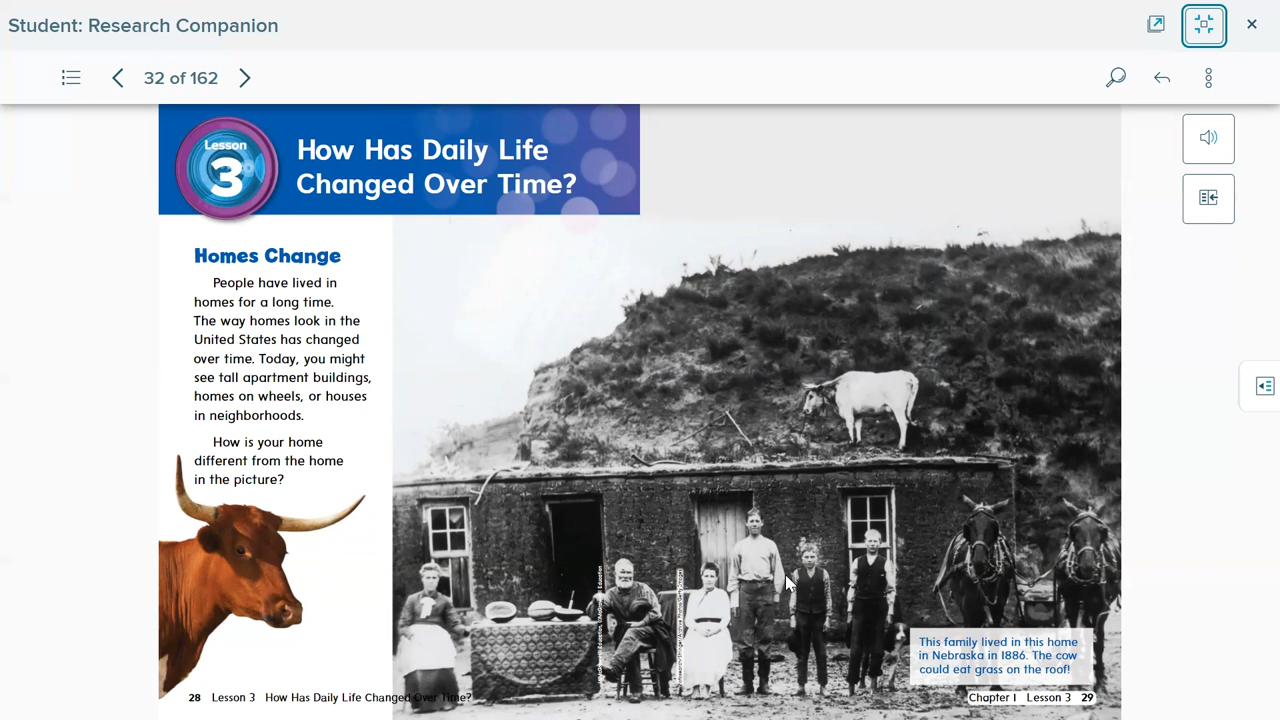 Student: Research Companion
32 of 162
Lesson
3
How Has Daily Life
Changed Over Time?
Homes Change
People have lived in
homes for a long time.
The way homes look in the
United States has changed
over time. Today, you might
see tall apartment buildings,
homes on wheels, or houses
in neighborhoods.
How is your home
different from the home
in the picture?
This family lived in this home
in Nebraska in 1886. The cow
could eat grass on the roof!
28 Lesson 3 How Has Daily Life Changed Over Time?
Chapter 1 Lesson 3 29